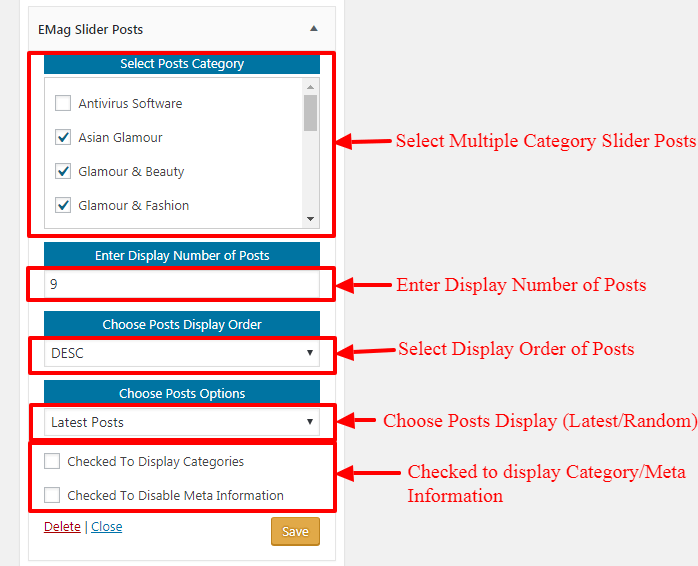 EMag Slider Posts
Select Posts Category
Antivirus Software
Asian Glamour
Glamour & Beauty
Glamour & Fashion
Select Multiple Category Slider Posts
Enter Display Number of Posts
9
Enter Display Number of Posts
Choose Posts Display Order
DESC
Select Display Order of Posts
Choose Posts Options
Latest Posts
Choose Posts Display (Latest/Random)
Checked To Display Categories
Checked To Disable Meta Information
Checked to display Category/Meta
Information
Delete | Close
Save